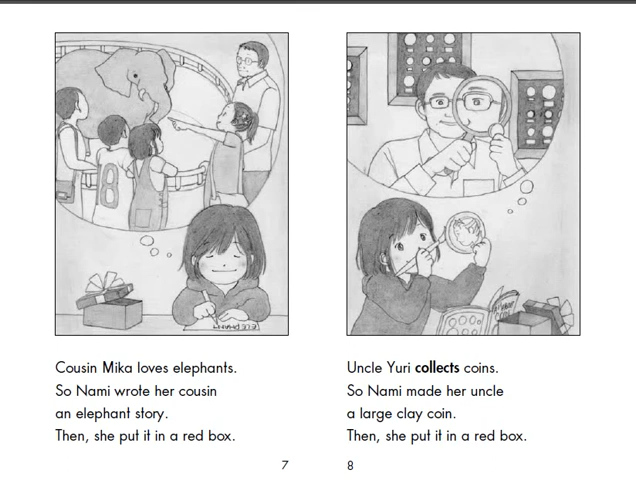 8
Cousin Mika loves elephants.
So Nami wrote her cousin
an elephant story.
Then, she put it in a red box.
7
Uncle Yuri collects coins.
So Nami made her uncle
a large clay coin.
Then, she put it in a red box.
8